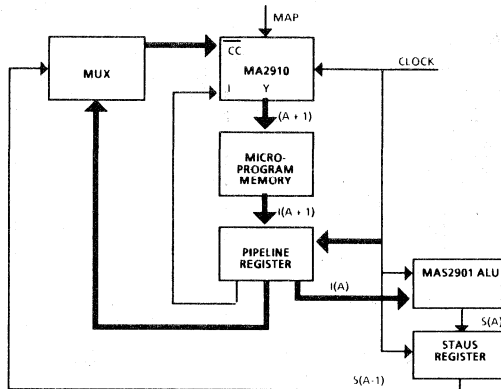 MAP
CC
MUX
MA2910
CLOCK
I Y
(A + 1)
MICRO-
PROGRAM
MEMORY
I(A + 1)
PIPELINE
REGISTER
I(A)
MAS2901 ALU
S(A)
STAUS
REGISTER
S(A-1)